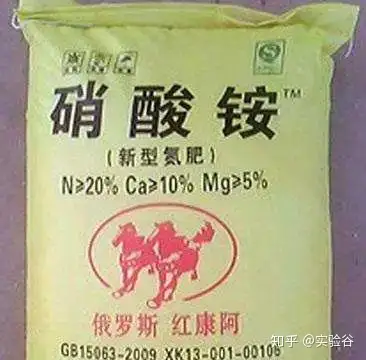 硝酸铵™
(新型氮肥)
N≥20% Ca≥10% Mg≥5%
俄罗斯 红康阿
GB15063-2009 XK13-001-00106
知乎 @实验谷